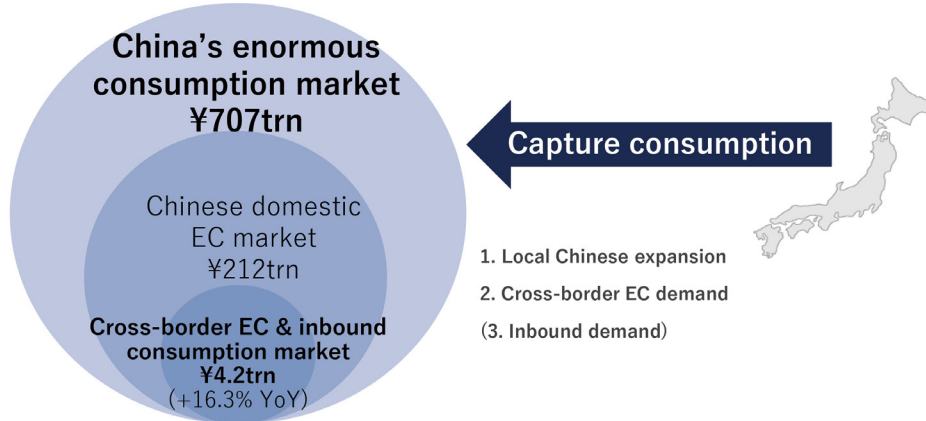 China’s enormous
consumption market
¥707trn
Chinese domestic
EC market
¥212trn
Cross-border EC & inbound
consumption market
¥4.2trn
(+16.3% YoY)
Capture consumption
1. Local Chinese expansion
2. Cross-border EC demand
(3. Inbound demand)